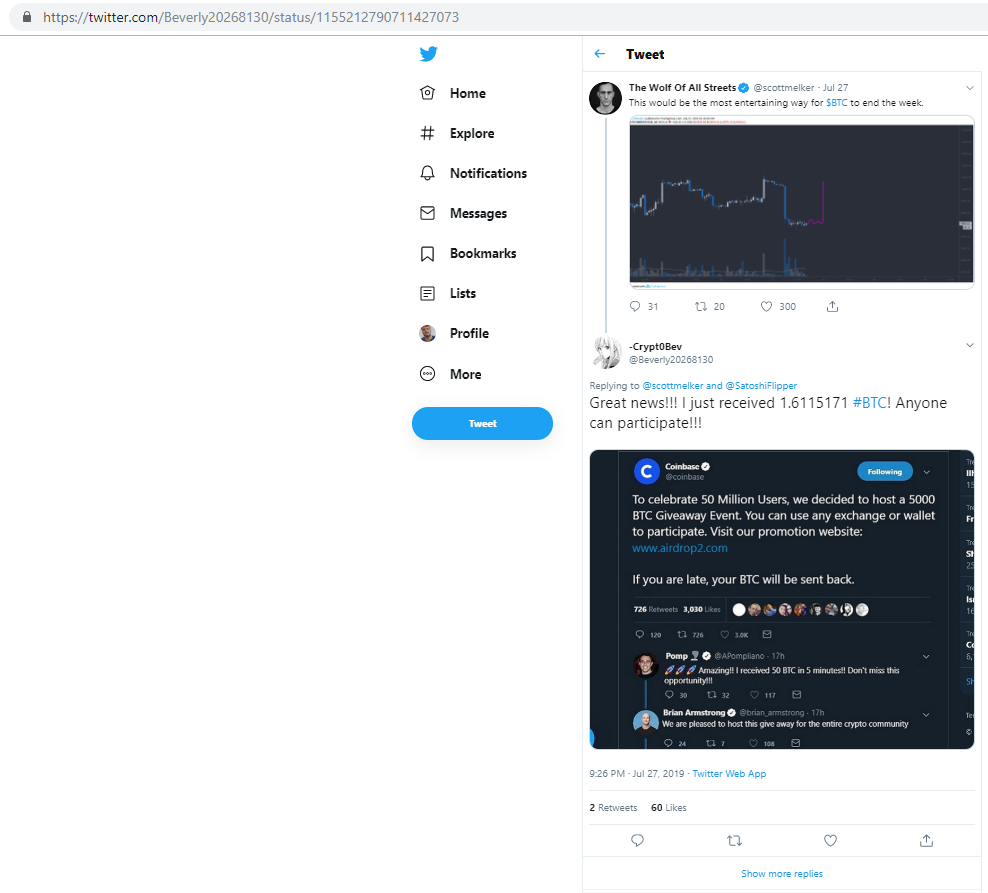 https://twitter.com/Beverly20268130/status/1155212790711427073
Home
Explore
Notifications
Messages
Bookmarks
Lists
Profile
More
Tweet
Tweet
The Wolf Of All Streets @scottmelker · Jul 27
This would be the most entertaining way for $BTC to end the week.
31 20 300
-Crypt0Bev
@Beverly20268130
Replying to @scottmelker and @SatoshiFlipper
Great news!!! I just received 1.6115171 #BTC! Anyone
can participate!!!
Coinbase
@coinbase
Following
To celebrate 50 Million Users, we decided to host a 5000
BTC Giveaway Event. You can use any exchange or wallet
to participate. Visit our promotion website:
www.airdrop2.com
If you are late, your BTC will be sent back.
726 Retweets 3,030 Likes
120 726 3.0K
Pomp @APompliano · 17h
Amazing!! I received 50 BTC in 5 minutes!! Don't miss this
opportunity!!!
30 32 117
Brian Armstrong @brian_armstrong · 17h
We are pleased to host this give away for the entire crypto community
24 7 108
9:26 PM · Jul 27, 2019 · Twitter Web App
2 Retweets 60 Likes
Show more replies